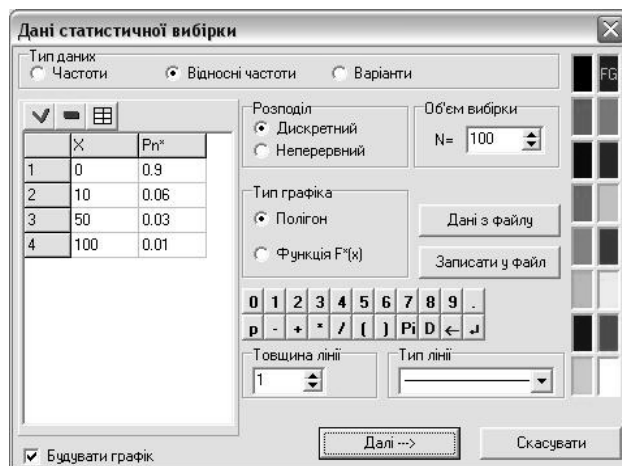 Дані статистичної вибірки
Тип даних
Частоти Відносні частоти Варіанти
FG
X Pn*
1 0 0.9
2 10 0.06
3 50 0.03
4 100 0.01
Розподіл
Дискретний
Неперервний
Об'єм вибірки
N= 100
Тип графіка
Полігон
Функція F*(x)
Дані з файлу
Записати у файл
0 1 2 3 4 5 6 7 8 9 .
p - + * / ( ) Pi D ← ↵
Товщина лінії
1
Тип лінії
Будувати графік
Далі --->
Скасувати